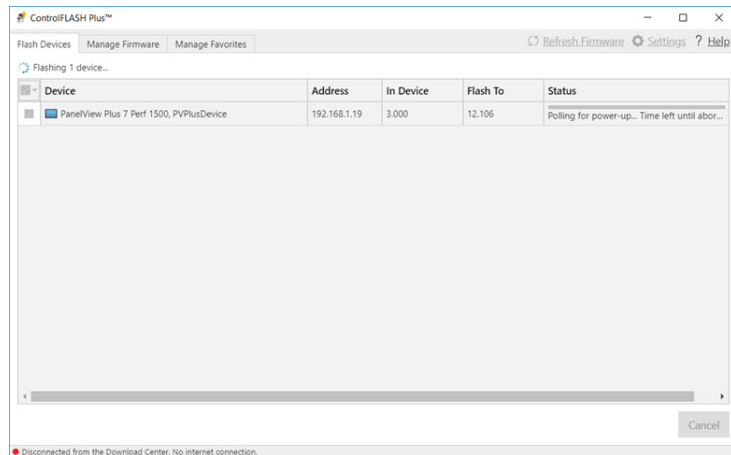 ControlFLASH Plus™
Flash Devices Manage Firmware Manage Favorites Refresh Firmware Settings ? Help
Flashing 1 device...
Device Address In Device Flash To Status
PanelView Plus 7 Perf 1500, PVPlusDevice 192.168.1.19 3.000 12.106 Polling for power-up... Time left until abor...
Cancel
Disconnected from the Download Center. No internet connection.